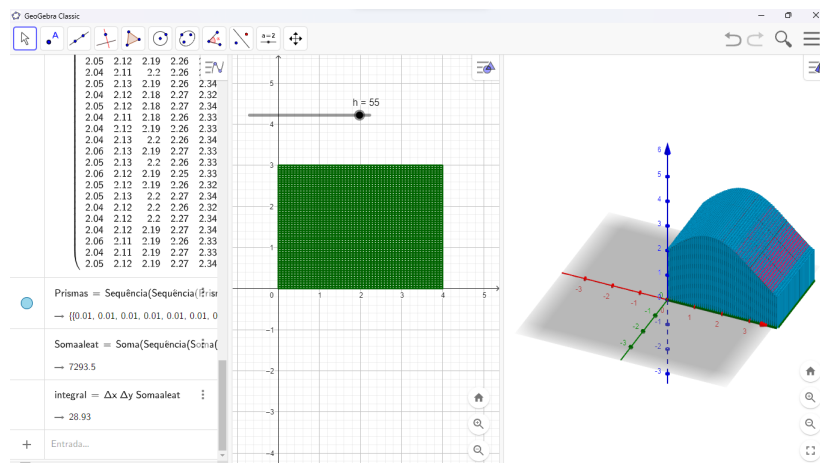 GeoGebra Classic
a=2
2.05 2.12 2.19 2.26
2.04 2.11 2.2 2.26
2.05 2.13 2.19 2.26 2.34
2.04 2.12 2.18 2.27 2.32
2.05 2.12 2.18 2.27 2.34
2.04 2.11 2.18 2.26 2.33
2.04 2.12 2.19 2.26 2.33
2.04 2.13 2.2 2.26 2.34
2.06 2.13 2.19 2.27 2.33
2.05 2.13 2.2 2.26 2.33
2.06 2.12 2.19 2.25 2.33
2.05 2.12 2.19 2.26 2.32
2.05 2.13 2.2 2.27 2.34
2.04 2.12 2.2 2.27 2.34
2.04 2.12 2.2 2.26 2.34
2.04 2.12 2.19 2.27 2.34
2.06 2.11 2.19 2.26 2.33
2.04 2.11 2.19 2.27 2.33
2.05 2.12 2.19 2.27 2.34
Prismas = Sequência(Sequência(Prism
→ {{0.01, 0.01, 0.01, 0.01, 0.01, 0.01, 0
Somaaleat = Soma(Sequência(Soma(
→ 7293.5
integral = Δx Δy Somaaleat
→ 28.93
+ Entrada...
h = 55
5
4
3
2
1
0 1 2 3 4 5
−1
−2
−3
−4
6
5
4
3
2
1
0
-1
-2
-3
-3 -2 -1 1 2 3
-1
-2
-3